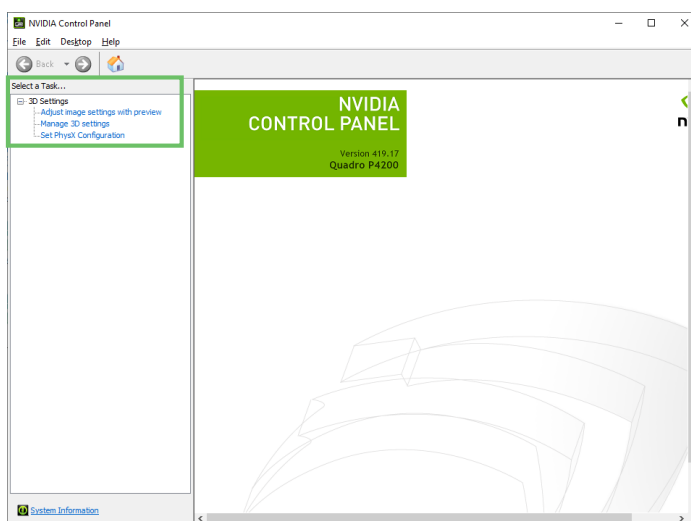 NVIDIA Control Panel
File Edit Desktop Help
Back
Select a Task...
3D Settings
Adjust image settings with preview
Manage 3D settings
Set PhysX Configuration
NVIDIA
CONTROL PANEL
Version 419.17
Quadro P4200
n
System Information